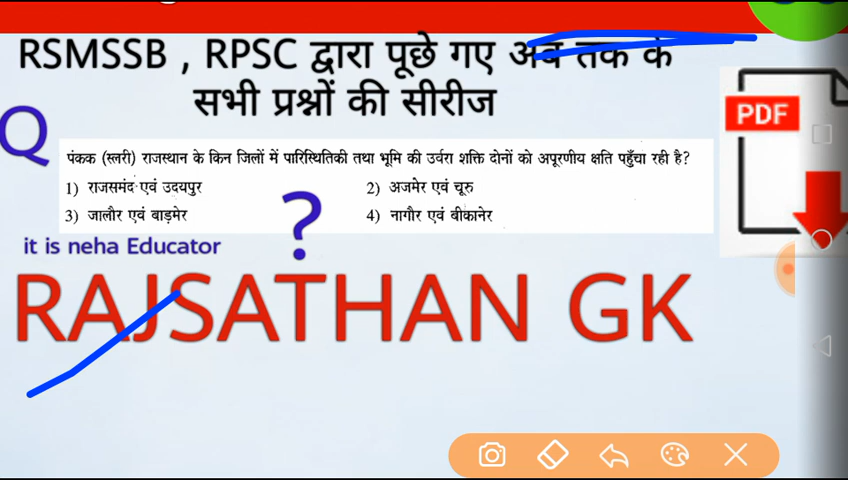 RSMSSB , RPSC द्वारा पूछे गए अब तक के
सभी प्रश्नों की सीरीज
Q
पंकक (स्लरी) राजस्थान के किन जिलों में पारिस्थितिकी तथा भूमि की उर्वरा शक्ति दोनों को अपूरणीय क्षति पहुँचा रही है?
1) राजसमंद एवं उदयपुर 2) अजमेर एवं चूरु
3) जालौर एवं बाड़मेर 4) नागौर एवं बीकानेर
?
it is neha Educator
RAJSATHAN GK
PDF